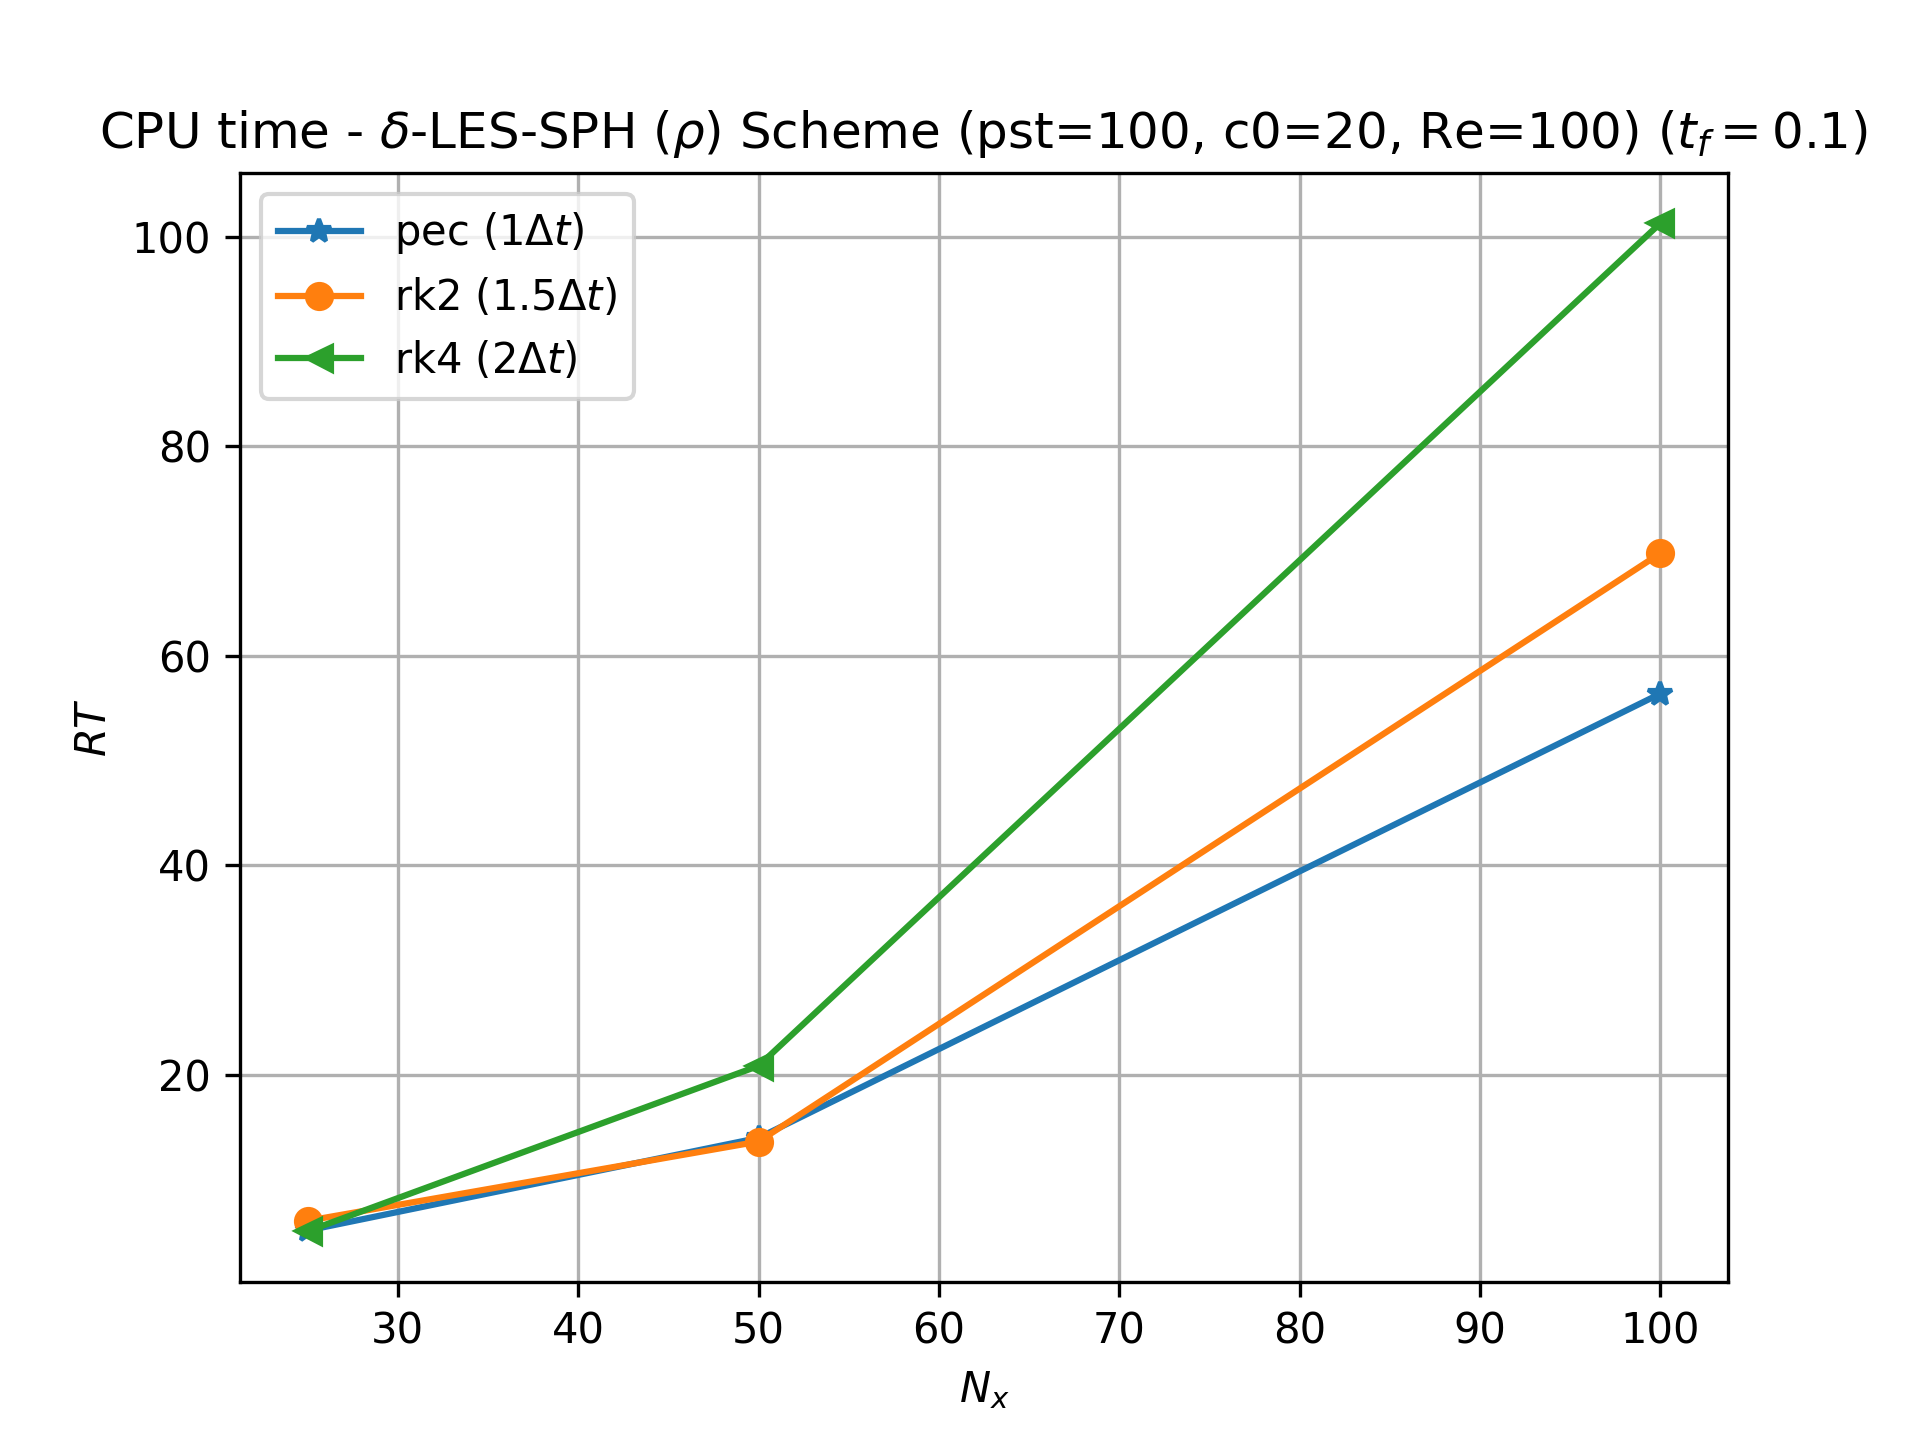 CPU time - δ-LES-SPH (ρ) Scheme (pst=100, c0=20, Re=100) (t_f = 0.1)
pec (1Δt)
rk2 (1.5Δt)
rk4 (2Δt)
100
80
60
40
20
RT
30 40 50 60 70 80 90 100
N_x